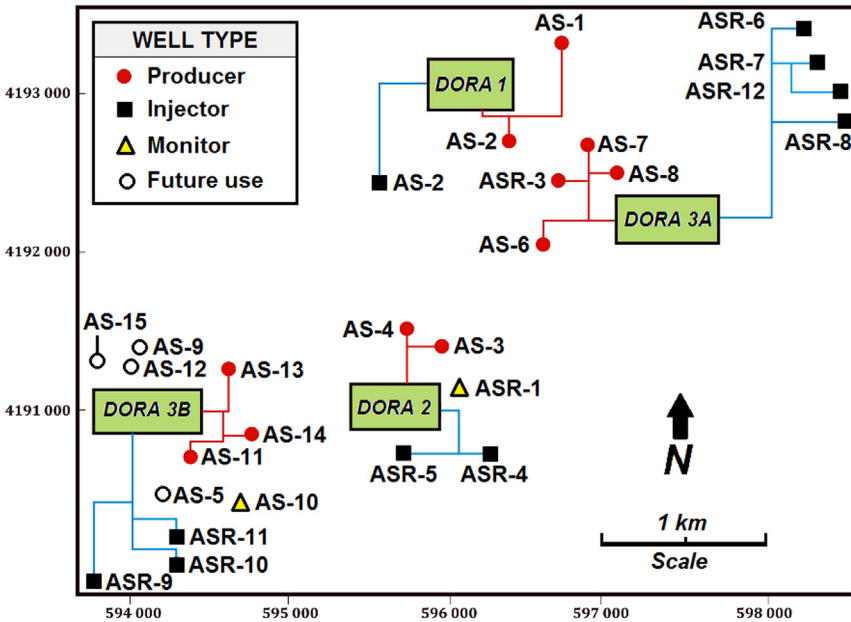 WELL TYPE
Producer
Injector
Monitor
Future use
4193 000
4192 000
4191 000
AS-1
DORA 1
AS-2
AS-2
ASR-6
ASR-7
ASR-12
ASR-8
AS-7
ASR-3
AS-8
DORA 3A
AS-6
AS-15
AS-9
AS-12
AS-13
DORA 3B
AS-14
AS-11
AS-5
AS-10
ASR-11
ASR-10
ASR-9
AS-4
AS-3
ASR-1
DORA 2
ASR-5
ASR-4
N
1 km
Scale
594 000
595 000
596 000
597 000
598 000